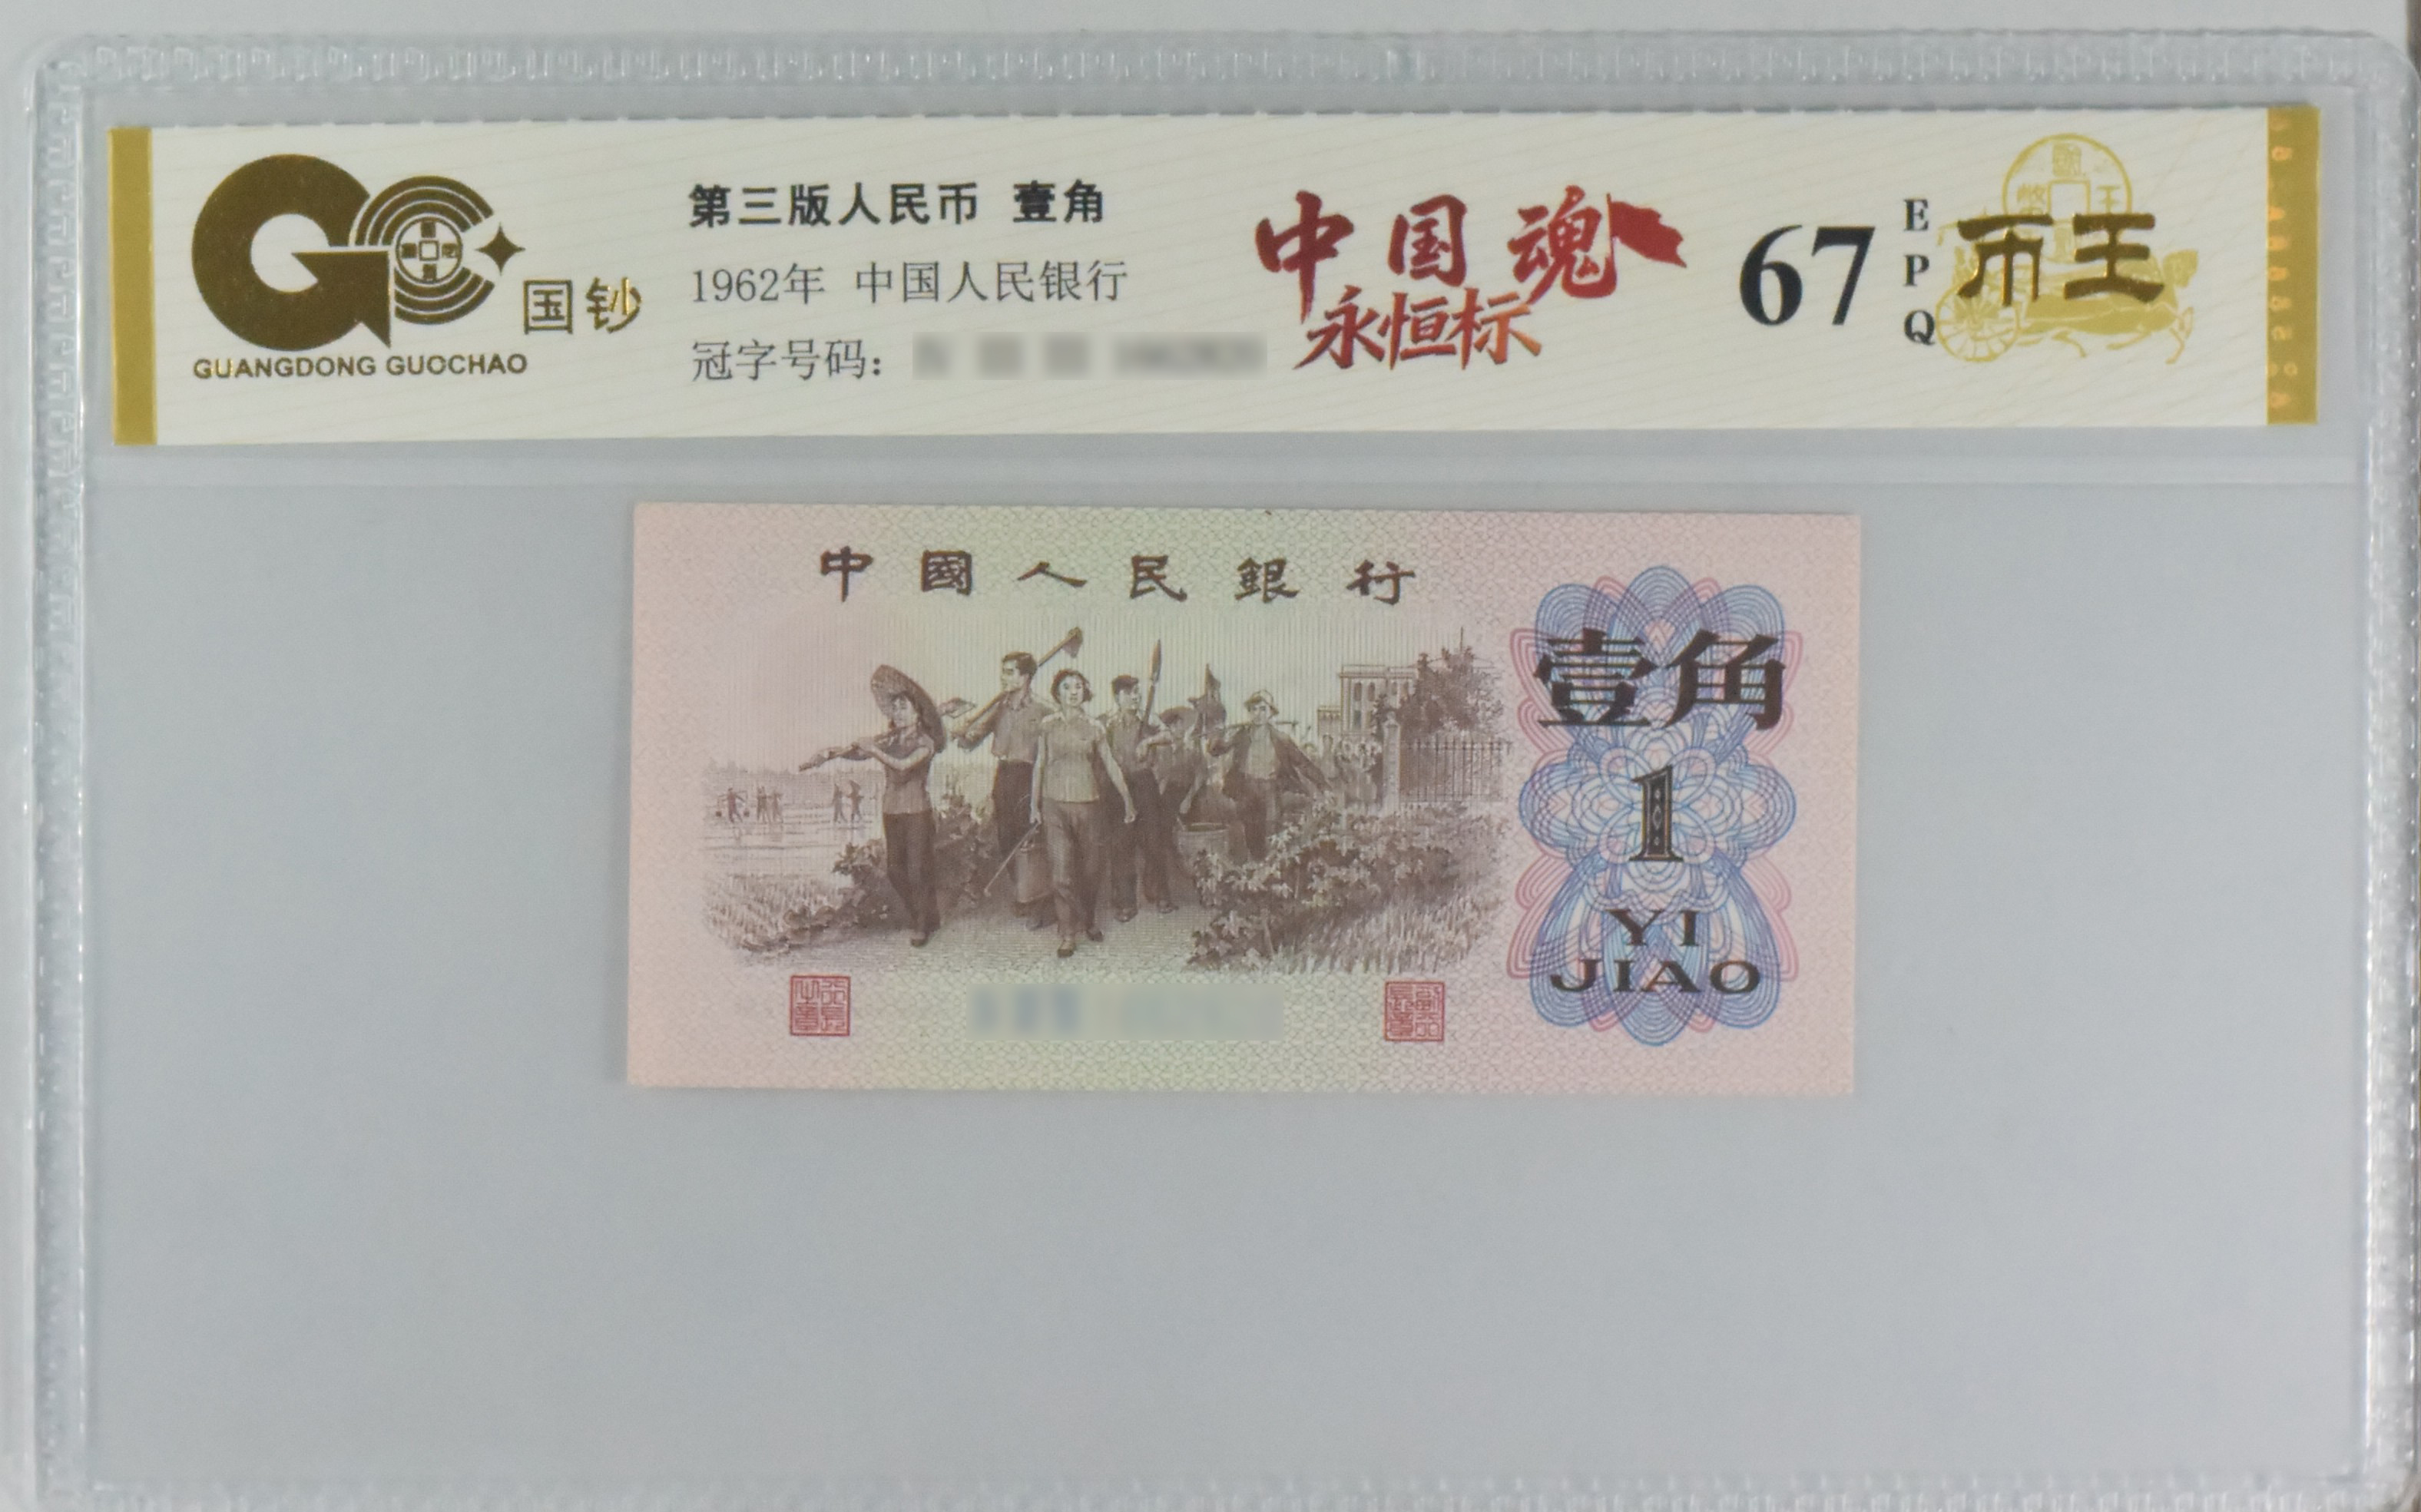 国钞
GUANGDONG GUOCHAO
第三版人民币 壹角
1962年 中国人民银行
冠字号码：
中国魂
永恒标
67
EPQ
币王
中國人民銀行
壹角
1
YI
JIAO